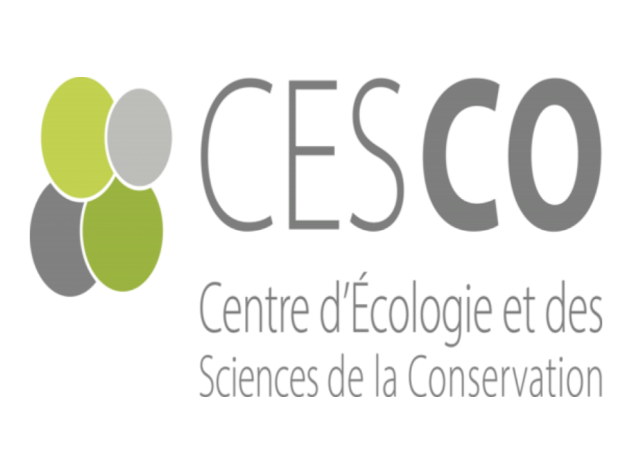 CESCO
Centre d'Écologie et des
Sciences de la Conservation